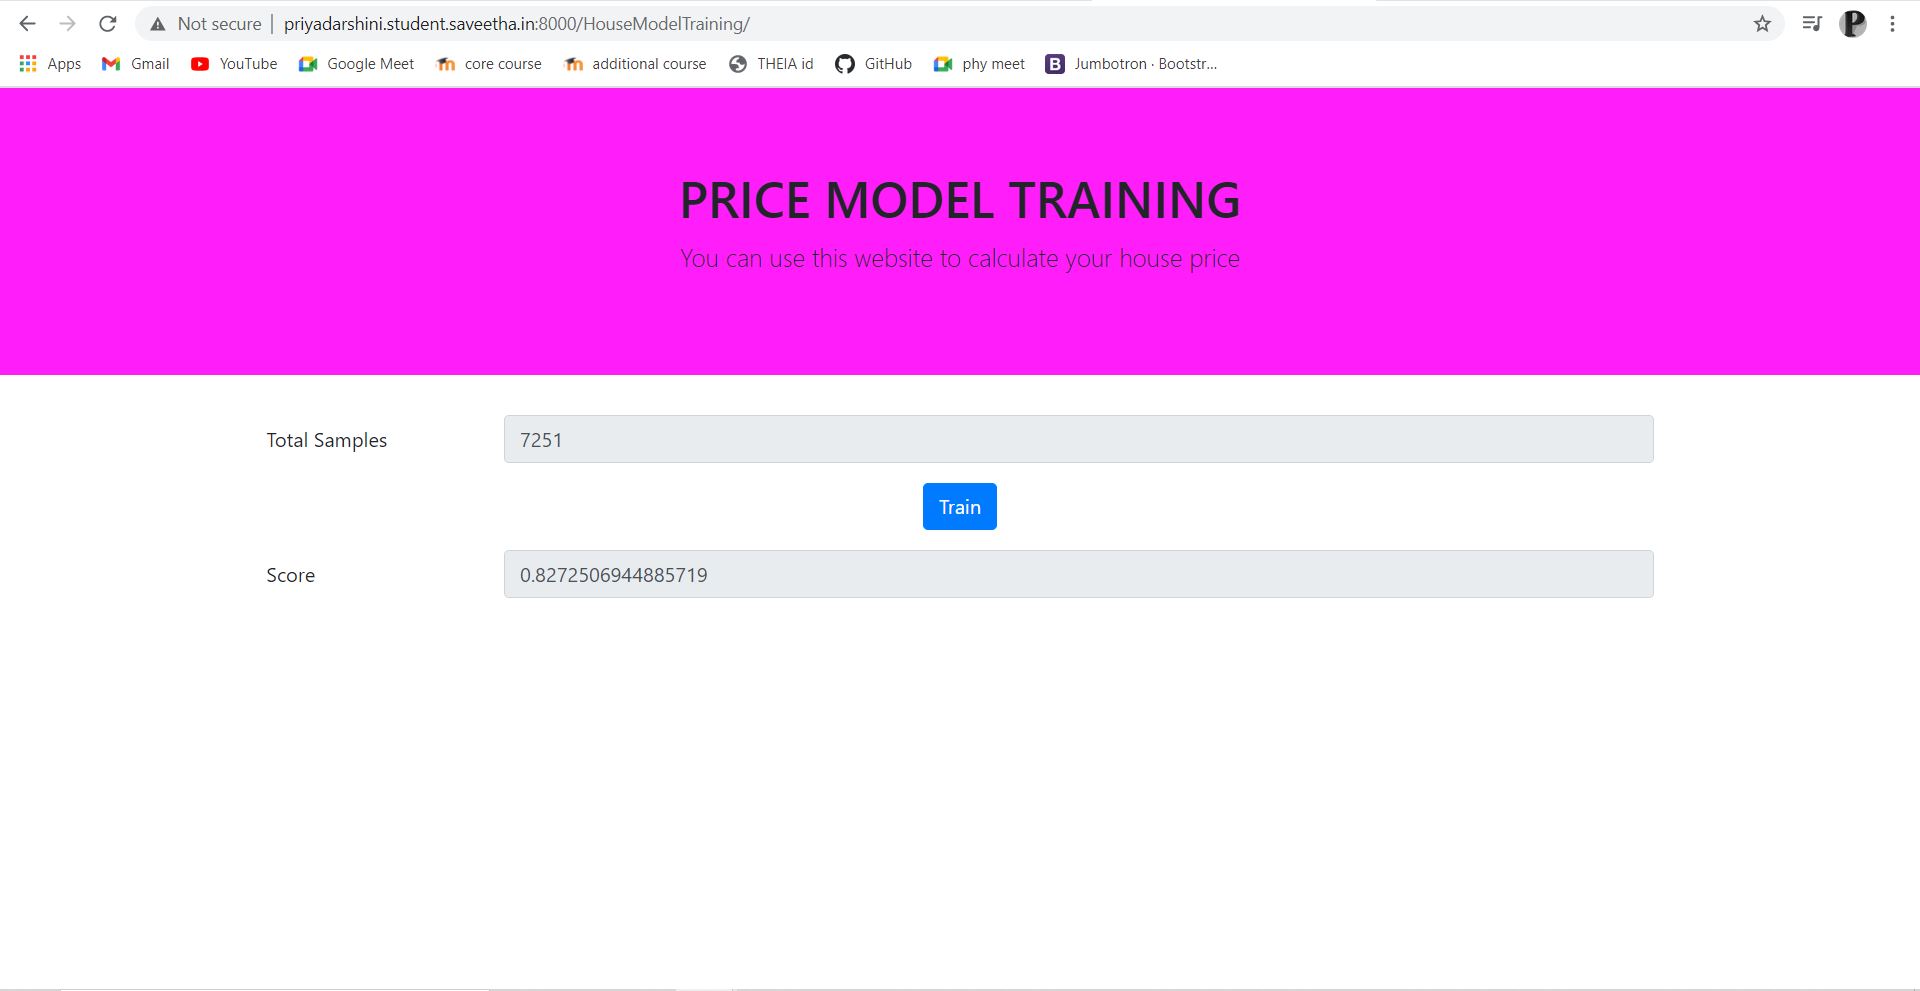 Not secure | priyadarshini.student.saveetha.in:8000/HouseModelTraining/
Apps Gmail YouTube Google Meet core course additional course THEIA id GitHub phy meet B Jumbotron · Bootstr...
P
PRICE MODEL TRAINING
You can use this website to calculate your house price
Total Samples 7251
Train
Score 0.8272506944885719